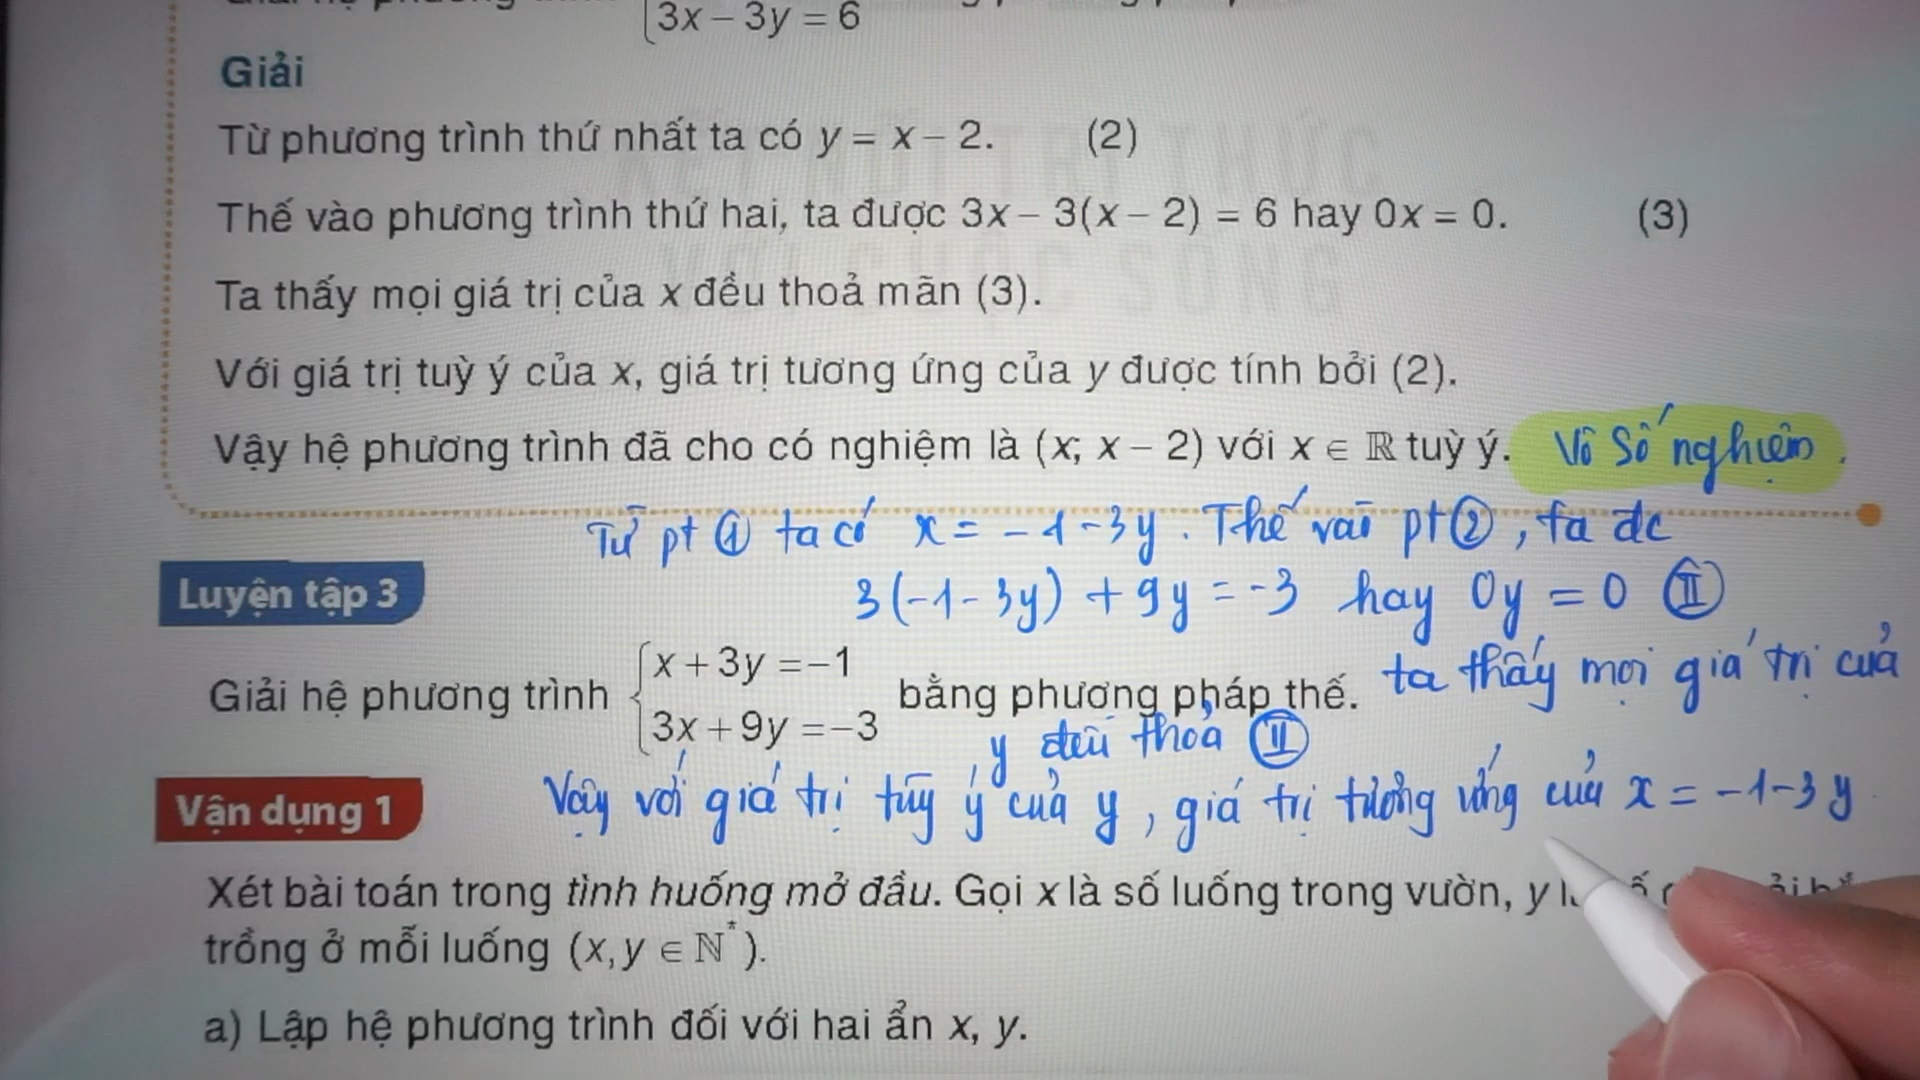 3x – 3y = 6
Giải
Từ phương trình thứ nhất ta có y = x – 2. (2)
Thế vào phương trình thứ hai, ta được 3x – 3(x – 2) = 6 hay 0x = 0. (3)
Ta thấy mọi giá trị của x đều thoả mãn (3).
Với giá trị tuỳ ý của x, giá trị tương ứng của y được tính bởi (2).
Vậy hệ phương trình đã cho có nghiệm là (x; x – 2) với x ∈ ℝ tuỳ ý. Vô số nghiệm.
Từ pt ① ta có x = -1-3y. Thế vào pt ②, ta đc
3(-1-3y) + 9y = -3 hay 0y = 0 Ⅱ
Luyện tập 3
Giải hệ phương trình { x + 3y = –1
3x + 9y = –3 bằng phương pháp thế.
ta thấy mọi giá trị của
y đều thỏa Ⅱ
Vậy với giá trị tùy ý của y, giá trị tương ứng của x = -1-3y
Vận dụng 1
Xét bài toán trong tình huống mở đầu. Gọi x là số luống trong vườn, y
trồng ở mỗi luống (x, y ∈ ℕ*).
a) Lập hệ phương trình đối với hai ẩn x, y.